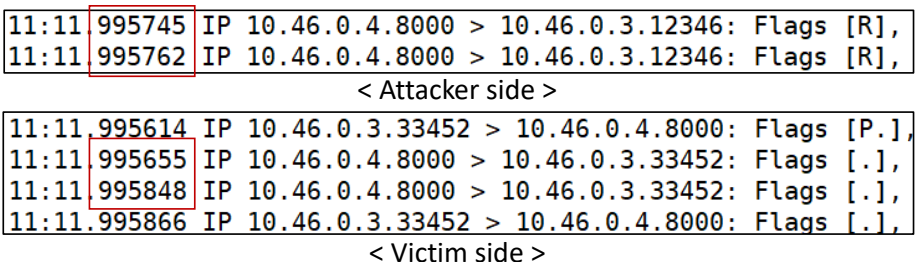 11:11.995745 IP 10.46.0.4.8000 > 10.46.0.3.12346: Flags [R],
11:11.995762 IP 10.46.0.4.8000 > 10.46.0.3.12346: Flags [R],
< Attacker side >
11:11.995614 IP 10.46.0.3.33452 > 10.46.0.4.8000: Flags [P.],
11:11.995655 IP 10.46.0.4.8000 > 10.46.0.3.33452: Flags [.],
11:11.995848 IP 10.46.0.4.8000 > 10.46.0.3.33452: Flags [.],
11:11.995866 IP 10.46.0.3.33452 > 10.46.0.4.8000: Flags [.],
< Victim side >